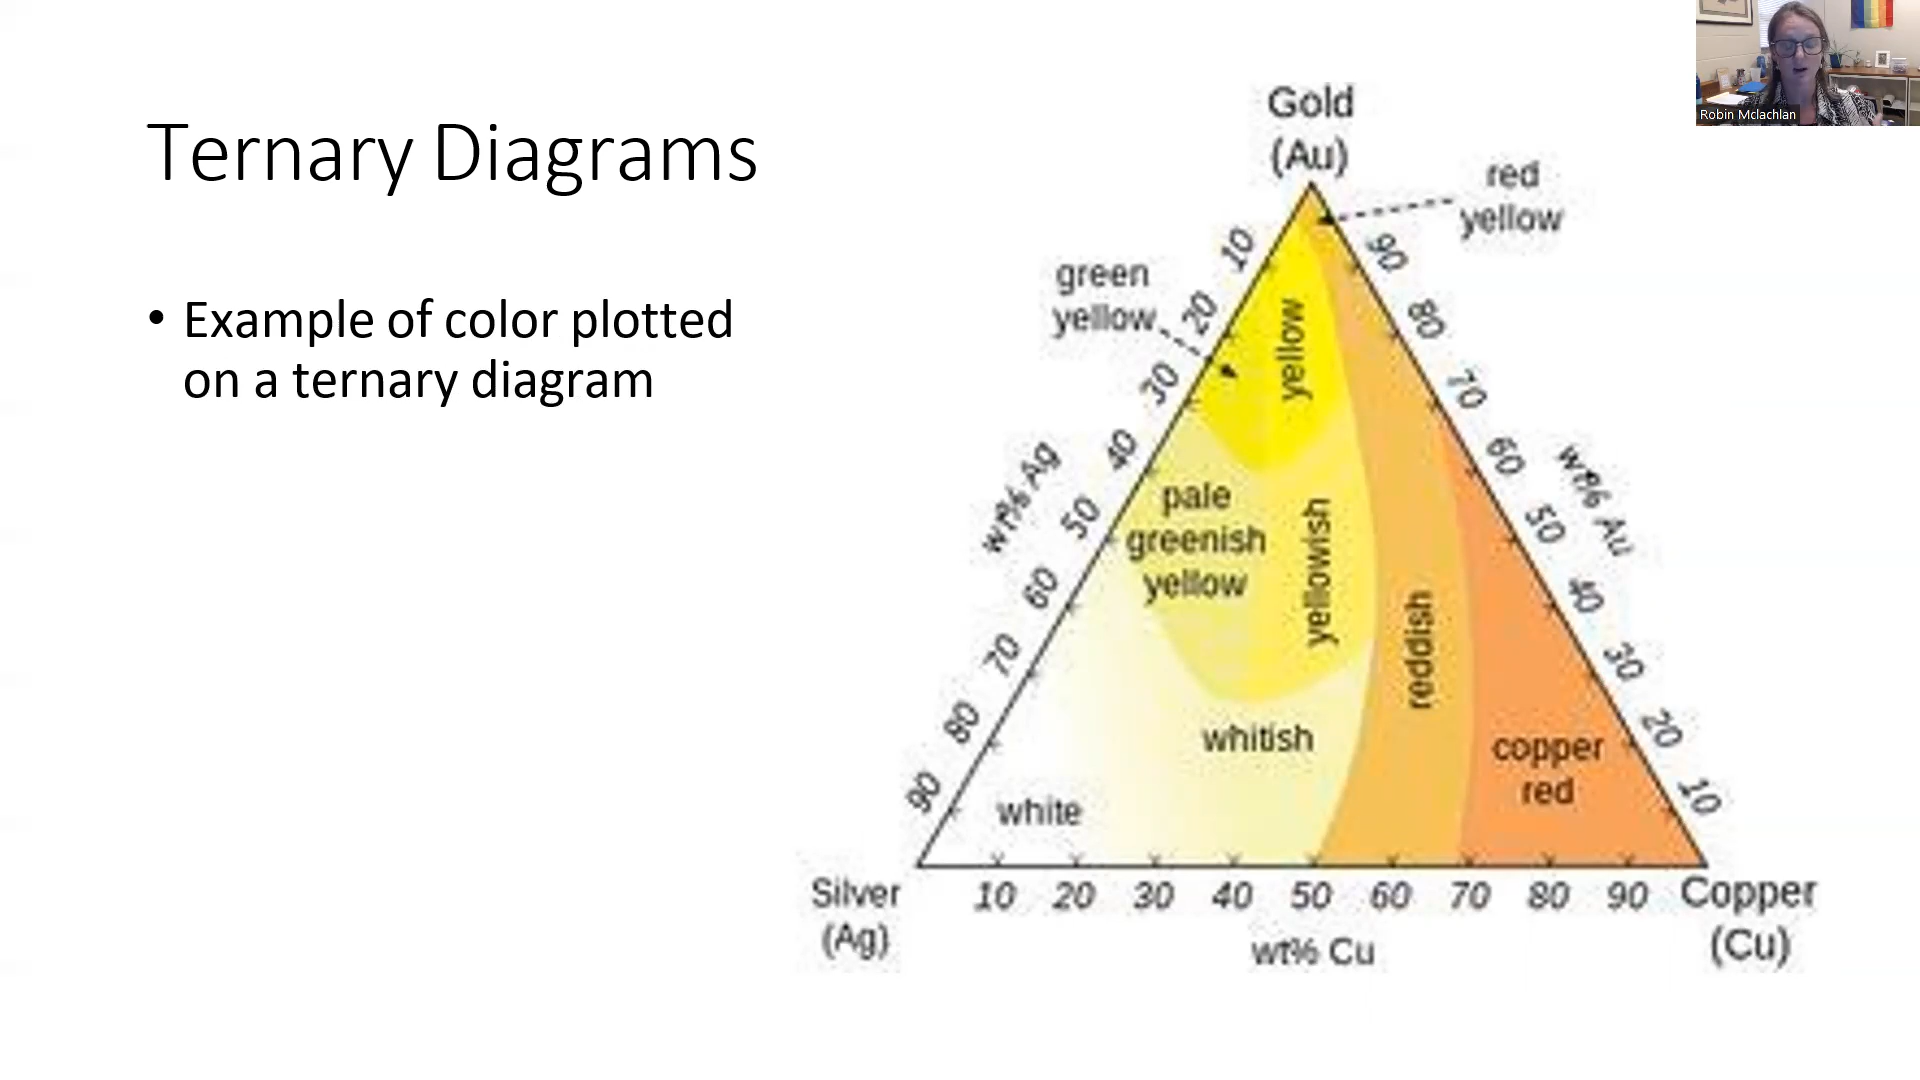 Ternary Diagrams
• Example of color plotted
on a ternary diagram
Robin Mclachlan
Gold
(Au)
red
yellow
green
yellow
10
20
30
40
50
60
70
80
90
wt% Ag
90
80
70
60
50
40
30
20
10
wt% Au
yellow
pale
greenish
yellow
yellowish
reddish
whitish
white
copper
red
Silver
(Ag)
10 20 30 40 50 60 70 80 90
Copper
(Cu)
wt% Cu